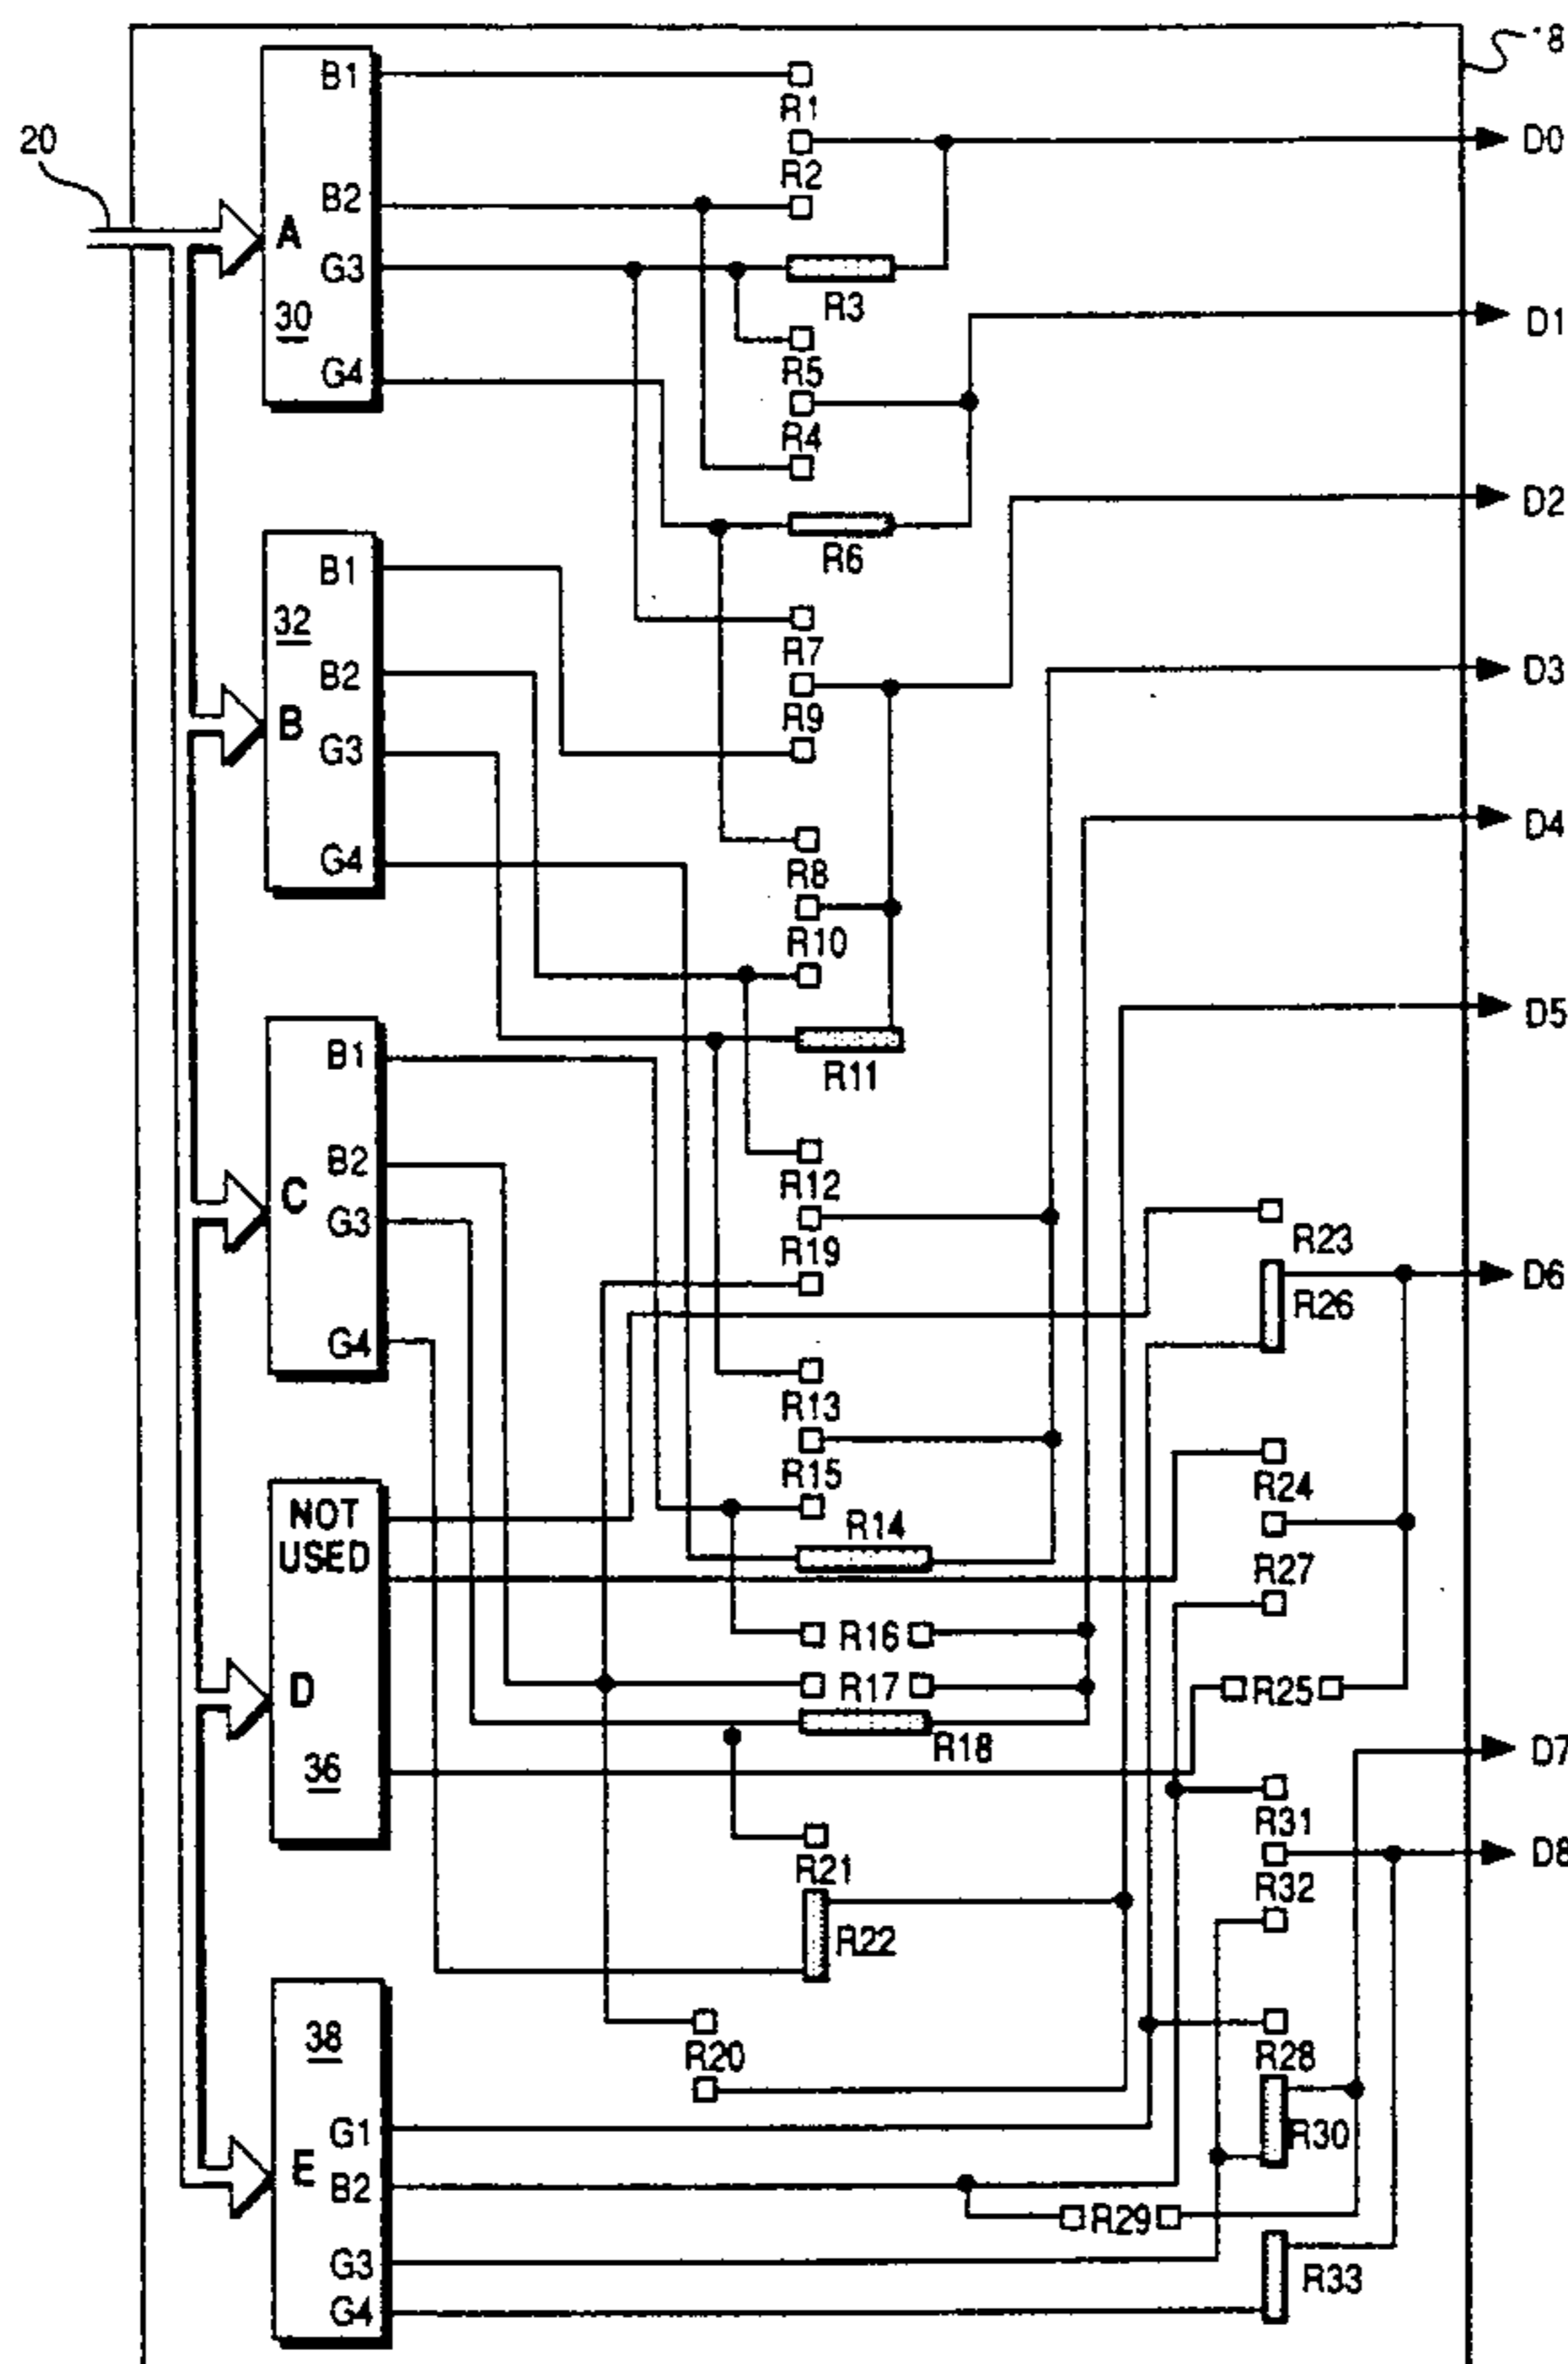 18
20
B1
B2
A
G3
30
G4
R1
R2
R3
R5
R4
R6
D0
D1
D2
B1
32
B2
B
G3
G4
R7
R9
R8
R10
R11
D3
D4
D5
B1
B2
C
G3
G4
R12
R19
R13
R15
R14
R16
R17
R18
R23
R26
D6
R24
R27
R25
NOT
USED
D
36
R21
R22
R20
D7
R31
D8
R32
R28
R30
R29
R33
38
G1
E
B2
G3
G4